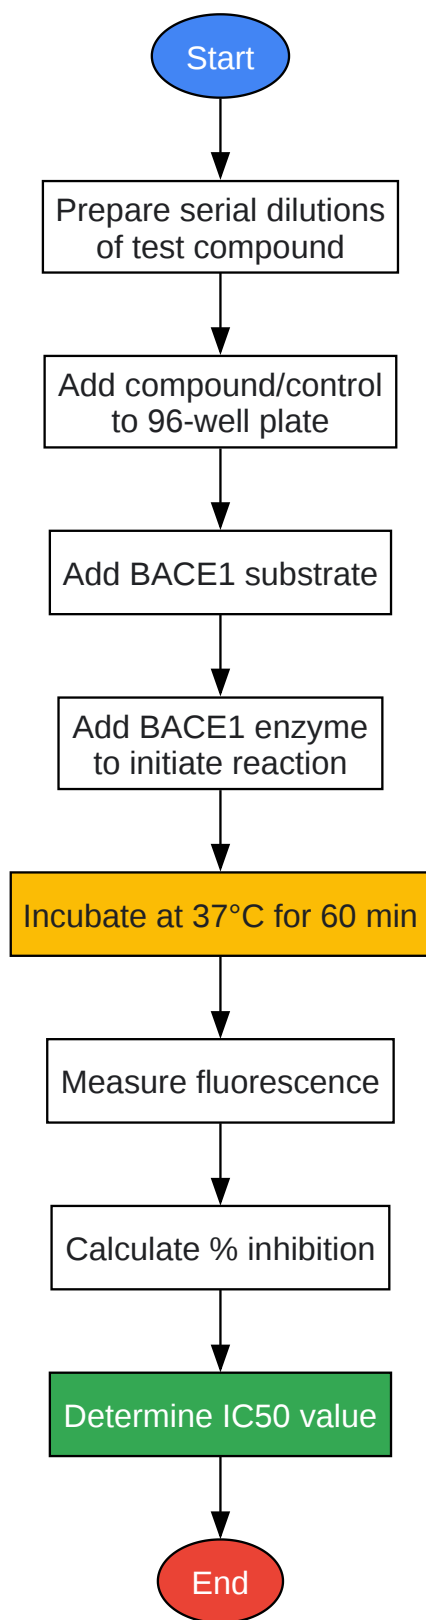 Start
Prepare serial dilutions
of test compound
Add compound/control
to 96-well plate
Add BACE1 substrate
Add BACE1 enzyme
to initiate reaction
Incubate at 37°C for 60 min
Measure fluorescence
Calculate % inhibition
Determine IC50 value
End